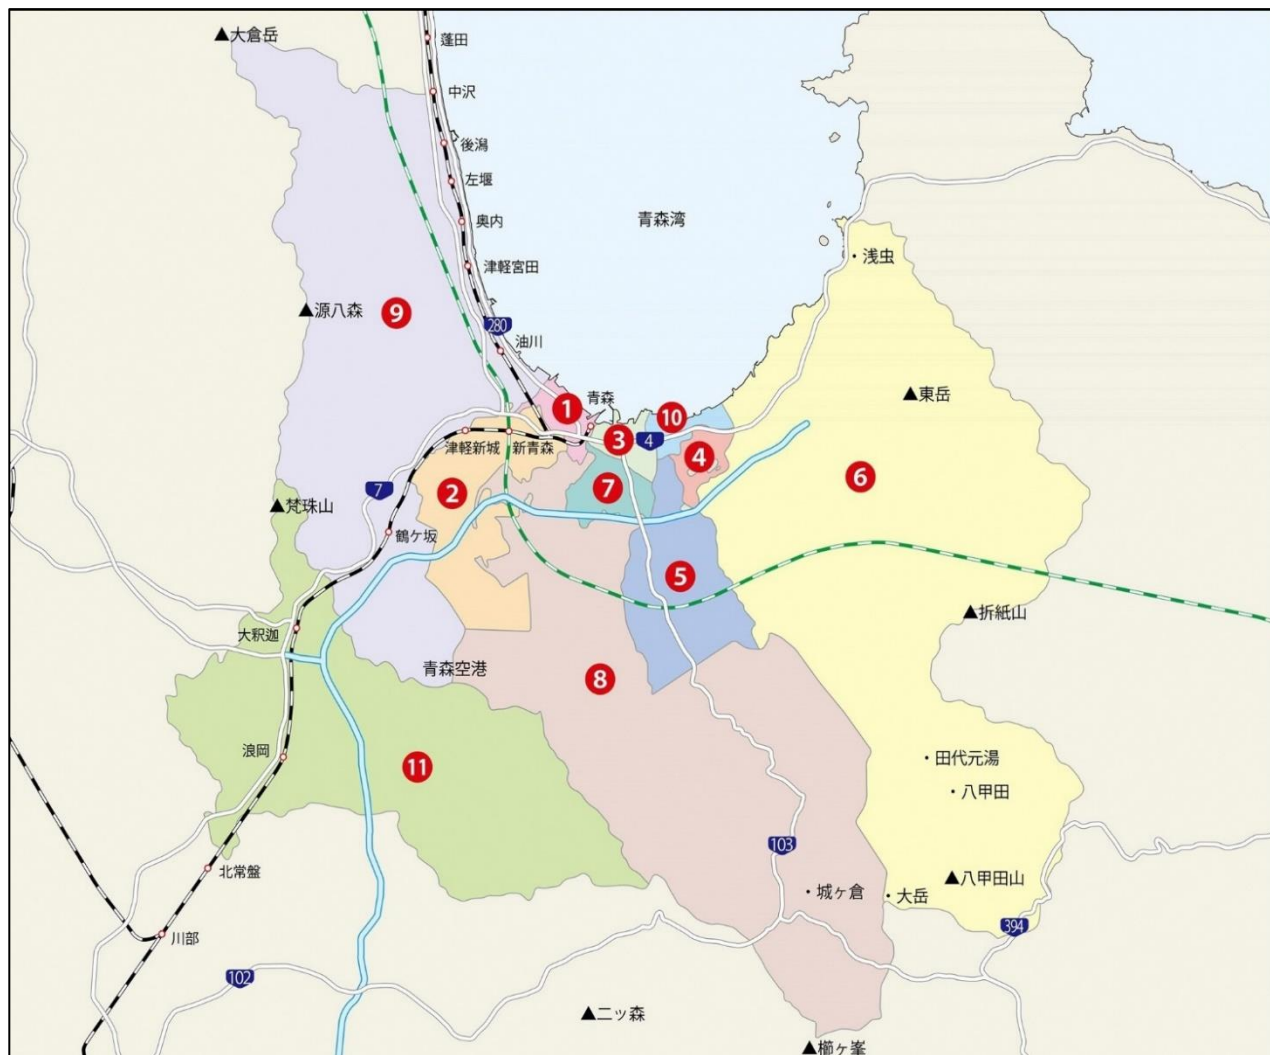 ▲大倉岳
蓬田
中沢
後潟
左堰
奥内
青森湾
浅虫
津軽宮田
▲源八森
9
280
油川
▲東岳
青森
1
10
3
4
4
津軽新城
新青森
6
7
2
7
▲梵珠山
鶴ケ坂
5
▲折紙山
大釈迦
青森空港
8
浪岡
田代元湯
11
八甲田
103
北常盤
▲八甲田山
城ヶ倉
大岳
394
川部
102
▲二ッ森
▲櫛ヶ峯